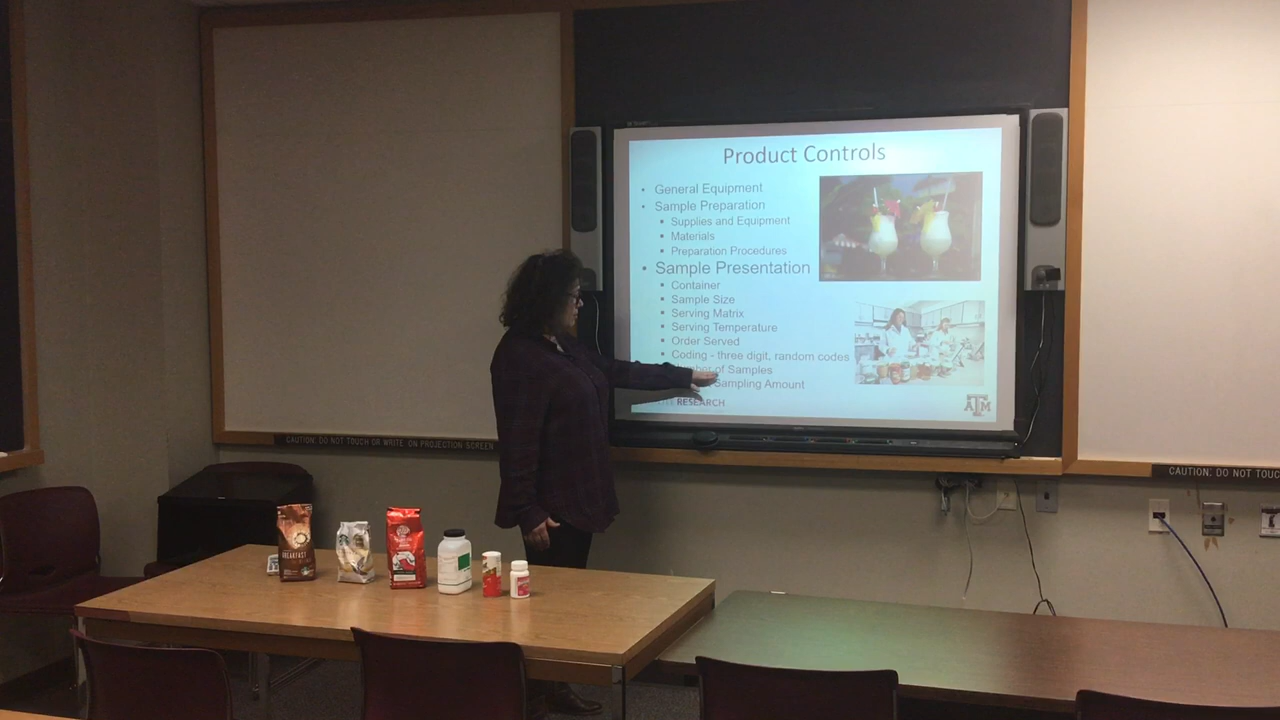 Product Controls
• General Equipment
• Sample Preparation
▪ Supplies and Equipment
▪ Materials
▪ Preparation Procedures
• Sample Presentation
▪ Container
▪ Sample Size
▪ Serving Matrix
▪ Serving Temperature
▪ Order Served
▪ Coding - three digit, random codes
of Samples
Sampling Amount
RESEARCH
ATM
CAUTION: DO NOT TOUCH OR WRITE ON PROJECTION SCREEN
CAUTION: DO NOT TOUC
BREAKFAST